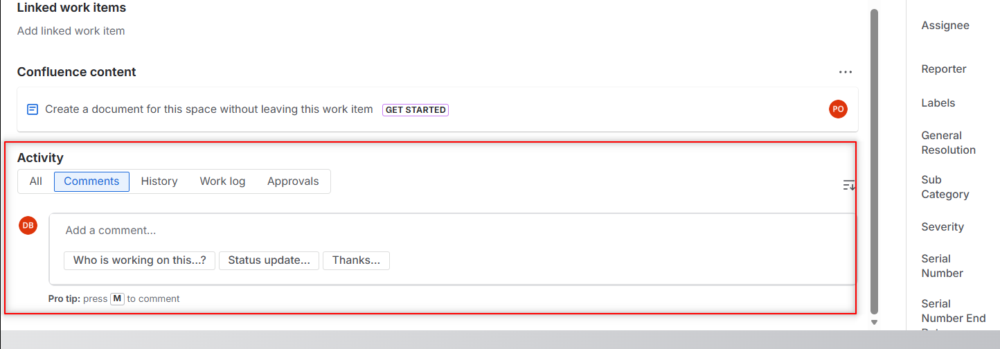 Linked work items
Add linked work item
Confluence content
Create a document for this space without leaving this work item GET STARTED
PO
Activity
All Comments History Work log Approvals
DB
Add a comment...
Who is working on this...? Status update... Thanks...
Pro tip: press M to comment
Assignee
Reporter
Labels
General
Resolution
Sub
Category
Severity
Serial
Number
Serial
Number End